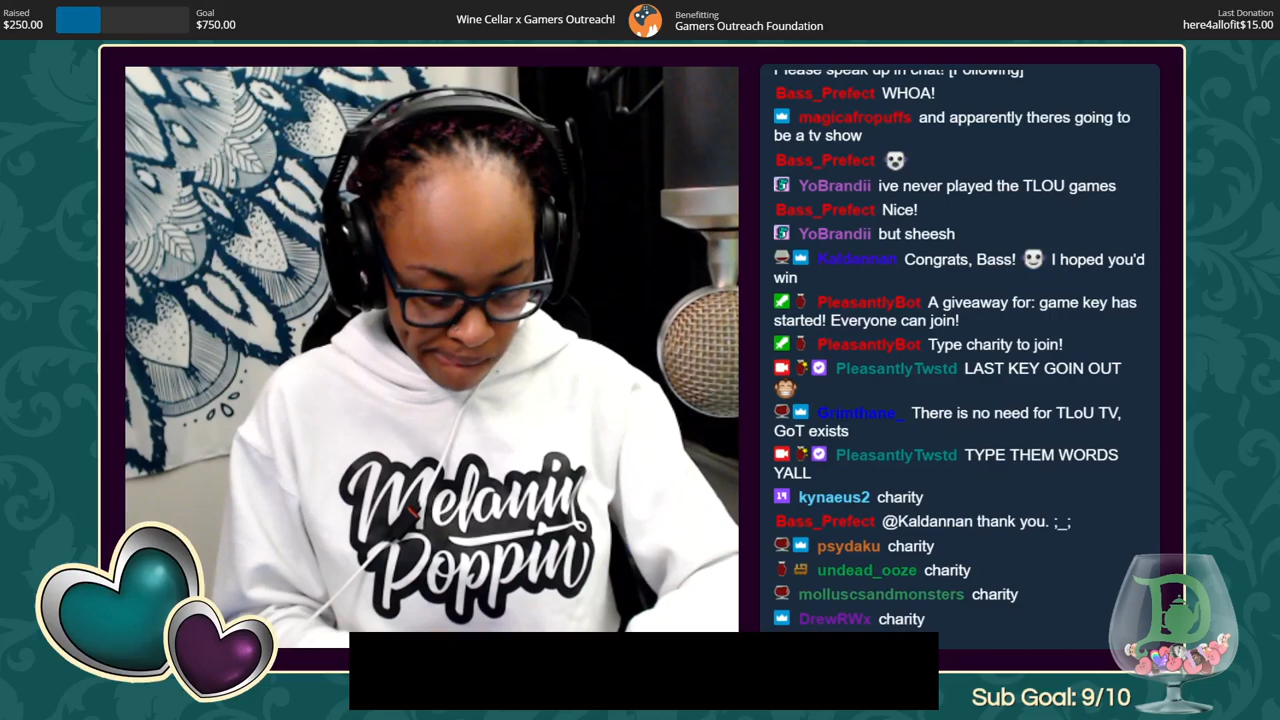 Raised
$250.00
Goal
$750.00
Wine Cellar x Gamers Outreach!
Benefitting
Gamers Outreach Foundation
Last Donation
here4allofit$15.00
Please speak up in chat! [Following]
Bass_Prefect WHOA!
magicafropuffs and apparently theres going to
be a tv show
Bass_Prefect
YoBrandii ive never played the TLOU games
Bass_Prefect Nice!
YoBrandii but sheesh
Kaldannan Congrats, Bass! I hoped you'd
win
PleasantlyBot A giveaway for: game key has
started! Everyone can join!
PleasantlyBot Type charity to join!
PleasantlyTwstd LAST KEY GOIN OUT
Grimthane_ There is no need for TLoU TV,
GoT exists
PleasantlyTwstd TYPE THEM WORDS
YALL
kynaeus2 charity
Bass_Prefect @Kaldannan thank you. ;_;
psydaku charity
undead_ooze charity
molluscsandmonsters charity
DrewRWx charity
Melanin
Poppin
D
Sub Goal: 9/10